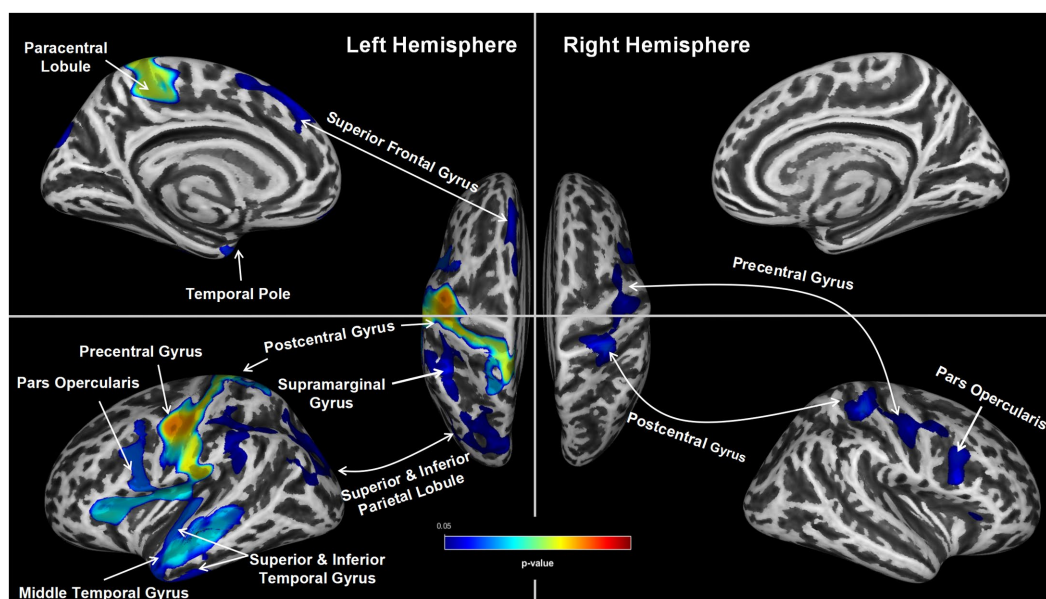 Left Hemisphere
Right Hemisphere
Paracentral
Lobule
Superior Frontal Gyrus
Temporal Pole
Precentral Gyrus
Postcentral Gyrus
Precentral Gyrus
Pars Opercularis
Supramarginal
Gyrus
Postcentral Gyrus
Pars Opercularis
Superior & Inferior
Parietal Lobule
0.05
p-value
Superior & Inferior
Temporal Gyrus
Middle Temporal Gyrus